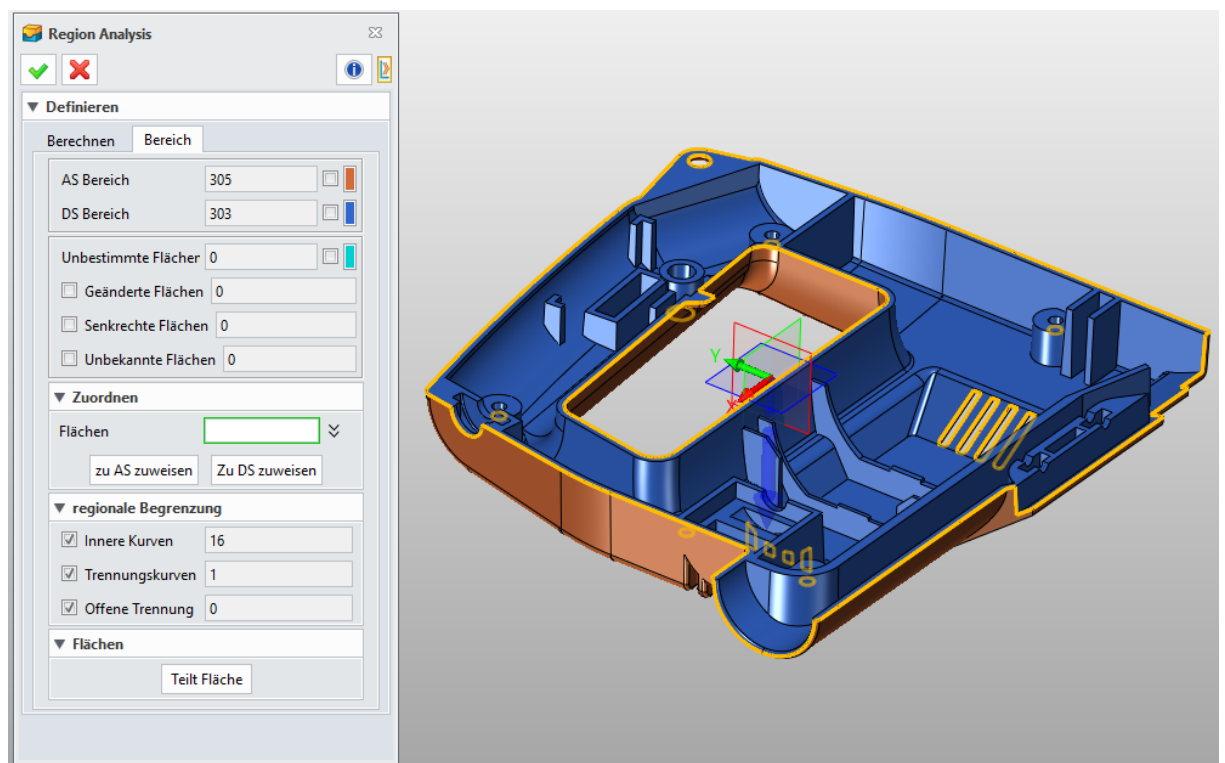 Region Analysis
Definieren
Berechnen Bereich
AS Bereich 305
DS Bereich 303
Unbestimmte Flächer 0
Geänderte Flächen 0
Senkrechte Flächen 0
Unbekannte Flächen 0
Zuordnen
Flächen
zu AS zuweisen Zu DS zuweisen
regionale Begrenzung
Innere Kurven 16
Trennungskurven 1
Offene Trennung 0
Flächen
Teilt Fläche
Y
X